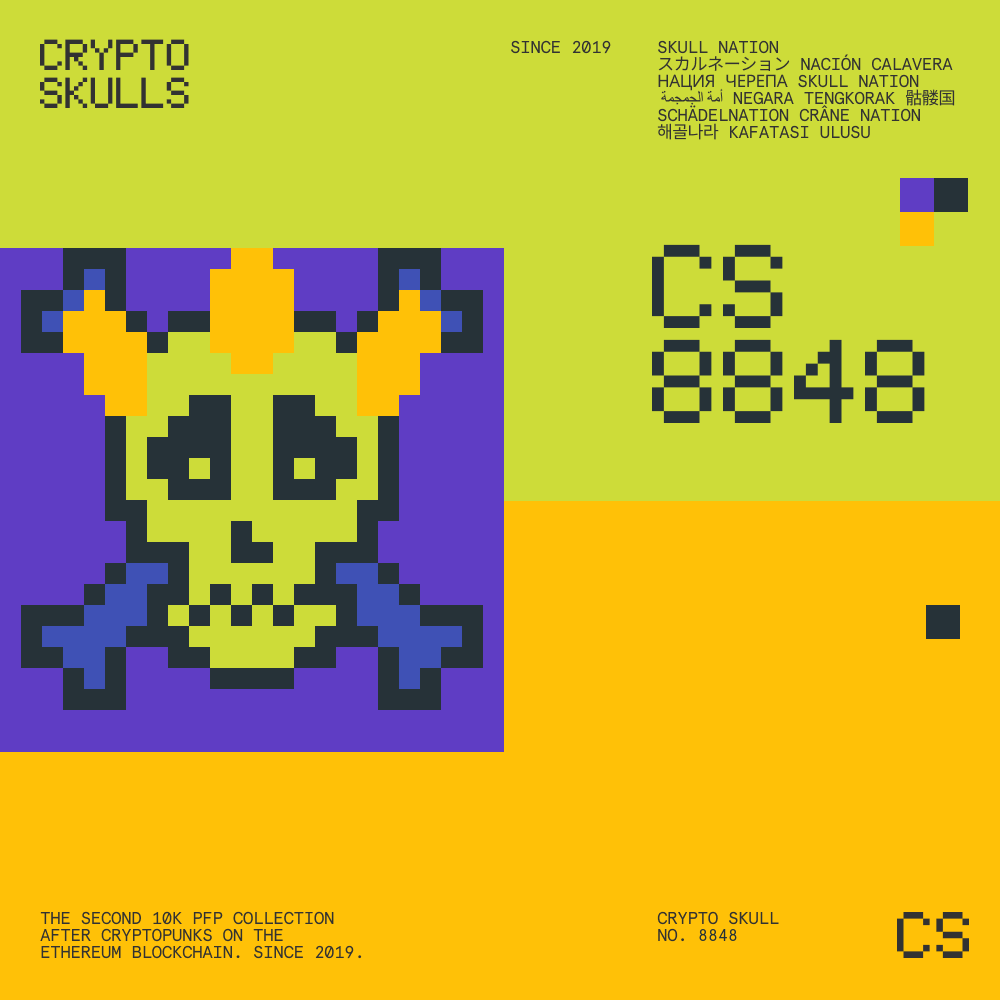 CRYPTO
SKULLS
SINCE 2019
SKULL NATION
スカルネーション NACIÓN CALAVERA
НАЦИЯ ЧЕРЕПА SKULL NATION
أمة الجمجمة NEGARA TENGKORAK 骷髅国
SCHÄDELNATION CRÂNE NATION
해골나라 KAFATASI ULUSU
CS
8848
THE SECOND 10K PFP COLLECTION
AFTER CRYPTOPUNKS ON THE
ETHEREUM BLOCKCHAIN. SINCE 2019.
CRYPTO SKULL
NO. 8848
CS